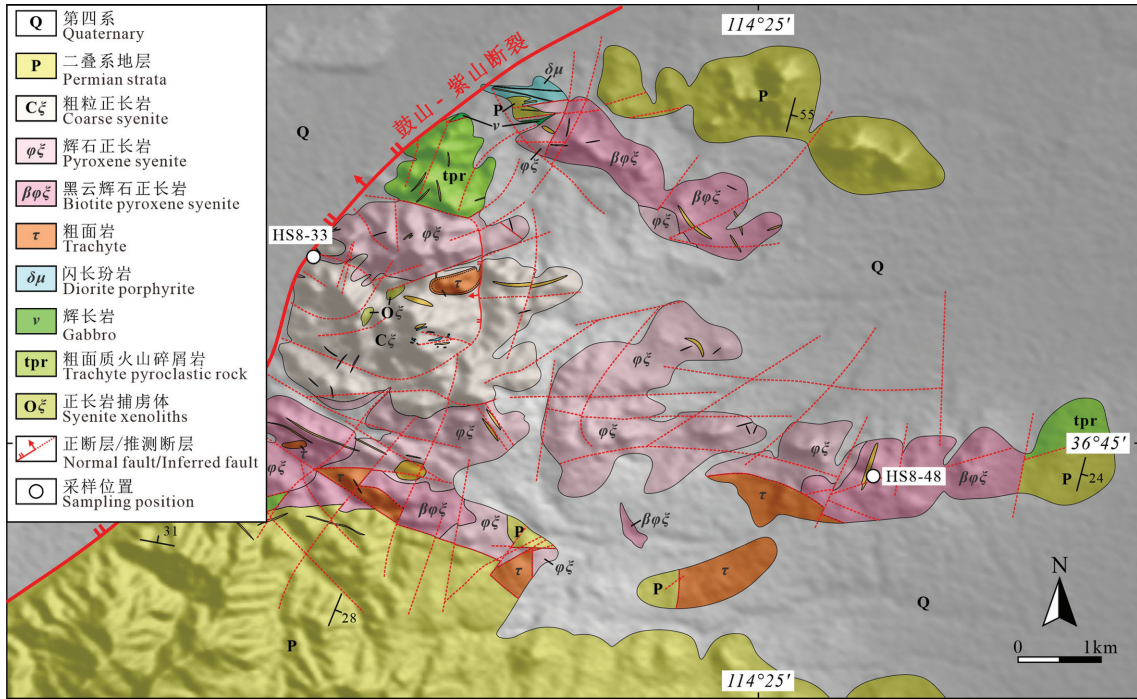 Q
第四系
Quaternary
P
二叠系地层
Permian strata
Cξ
粗粒正长岩
Coarse syenite
φξ
辉石正长岩
Pyroxene syenite
βφξ
黑云辉石正长岩
Biotite pyroxene syenite
τ
粗面岩
Trachyte
δμ
闪长玢岩
Diorite porphyrite
ν
辉长岩
Gabbro
tpr
粗面质火山碎屑岩
Trachyte pyroclastic rock
Oξ
正长岩捕虏体
Syenite xenoliths
正断层/推测断层
Normal fault/Inferred fault
采样位置
Sampling position
114°25'
鼓山-紫山断裂
δμ
P
P
55
Q
ν
φξ
tpr
βφξ
βφξ
φξ
HS8-33
φξ
Q
τ
Oξ
Cξ
φξ
φξ
φξ
φξ
tpr
36°45'
τ
φξ
HS8-48
βφξ
P
24
τ
τ
βφξ
φξ
P
βφξ
31
τ
φξ
P
τ
Q
28
P
N
0 1km
114°25'